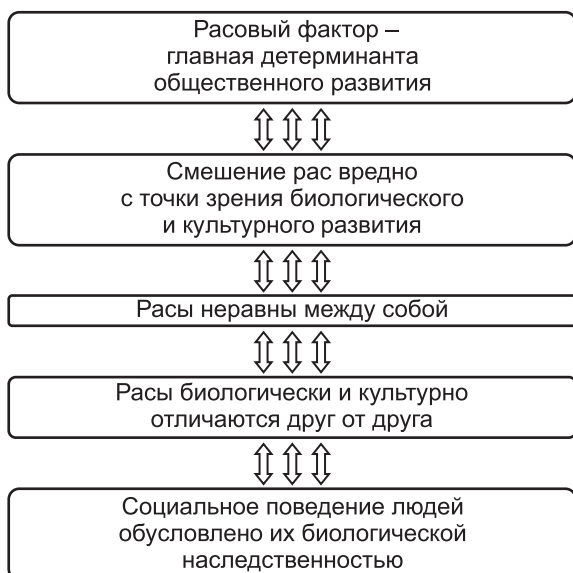 Расовый фактор –
главная детерминанта
общественного развития
Смешение рас вредно
с точки зрения биологического
и культурного развития
Расы неравны между собой
Расы биологически и культурно
отличаются друг от друга
Социальное поведение людей
обусловлено их биологической
наследственностью